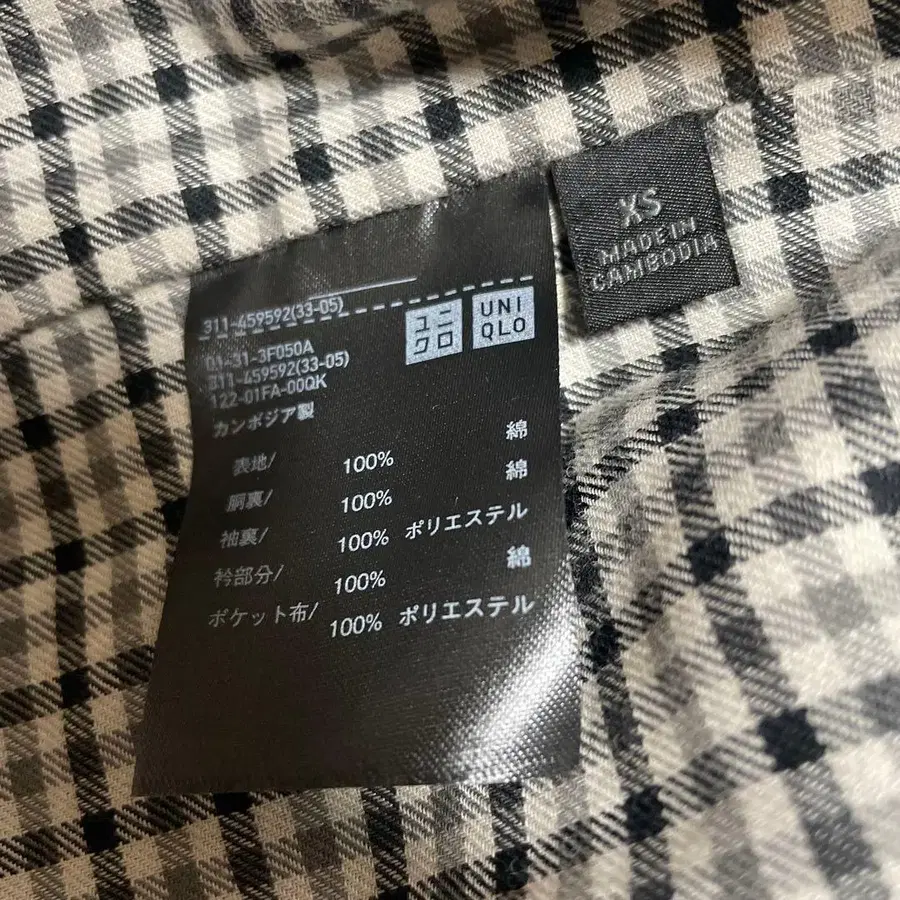 XS
MADE IN
CAMBODIA
311-459592(33-05)
ユニ
クロ
UNI
QLO
01-31-3F050A
311-459592(33-05)
122-01FA-00QK
カンボジア製
表地/ 100% 綿
胴裏/ 100% 綿
袖裏/ 100% ポリエステル
衿部分/ 100% 綿
ポケット布/ 100% ポリエステル